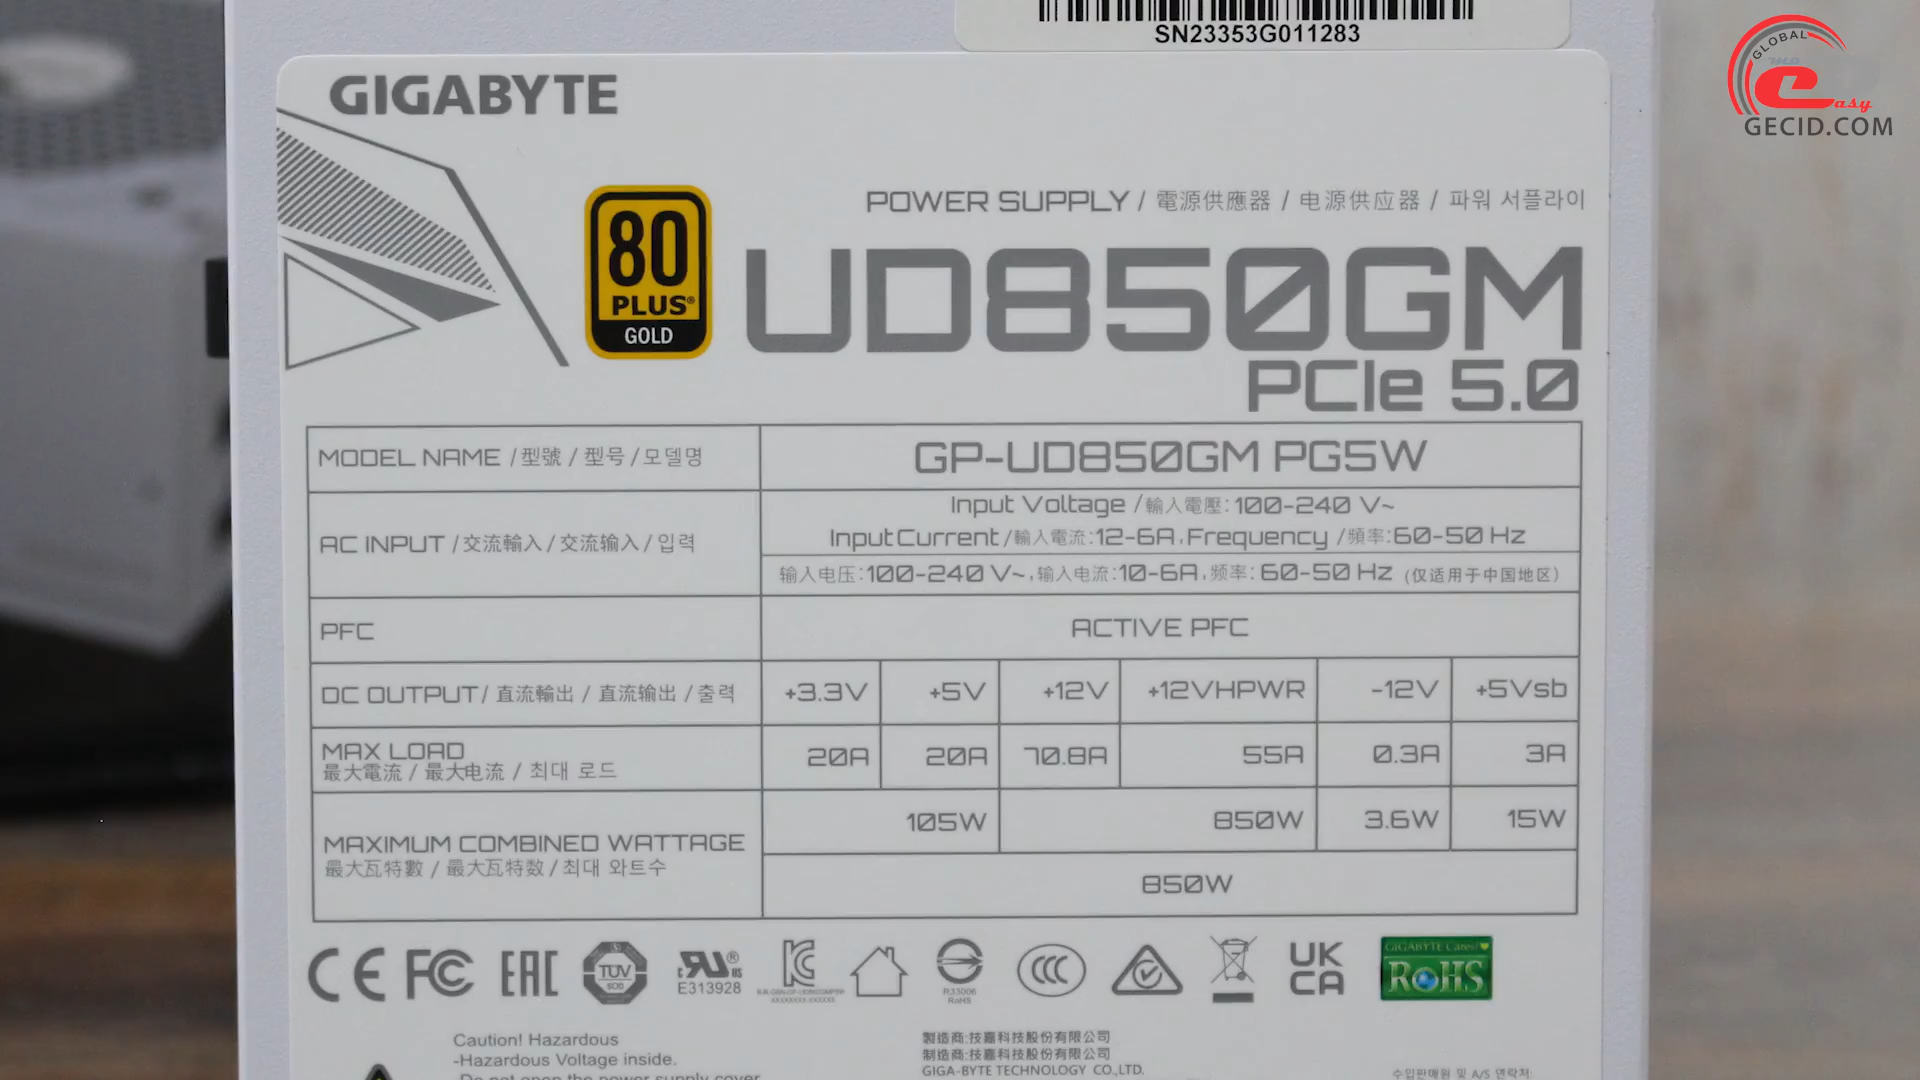 SN23353G011283
GLOBAL
easy
GECID.COM
GIGABYTE
80
PLUS®
GOLD
POWER SUPPLY / 電源供應器 / 电源供应器 / 파워 서플라이
UD850GM
PCIe 5.0
MODEL NAME / 型號 / 型号 / 모델명
GP-UD850GM PG5W
AC INPUT / 交流輸入 / 交流输入 / 입력
Input Voltage / 輸入電壓: 100-240 V~
Input Current / 輸入電流: 12-6A, Frequency / 頻率: 60-50 Hz
输入电压: 100-240 V~, 输入电流: 10-6A, 频率: 60-50 Hz (仅适用于中国地区)
PFC
ACTIVE PFC
DC OUTPUT / 直流輸出 / 直流输出 / 출력
+3.3V +5V +12V +12VHPWR -12V +5Vsb
MAX LOAD
最大電流 / 最大电流 / 최대 로드
20A 20A 70.8A 55A 0.3A 3A
MAXIMUM COMBINED WATTAGE
最大瓦特數 / 最大瓦特数 / 최대 와트수
105W 850W 3.6W 15W
850W
CE FC EAC
TUV
c RU ® us
E313928
KC
R33006
RoHS
CCC
UK
CA
GIGABYTE Cares!
RoHS
Caution! Hazardous
-Hazardous Voltage inside.
-Do not open the power supply cover
製造商:技嘉科技股份有限公司
制造商:技嘉科技股份有限公司
GIGA-BYTE TECHNOLOGY CO.,LTD.
수입판매원 및 A/S 연락처: